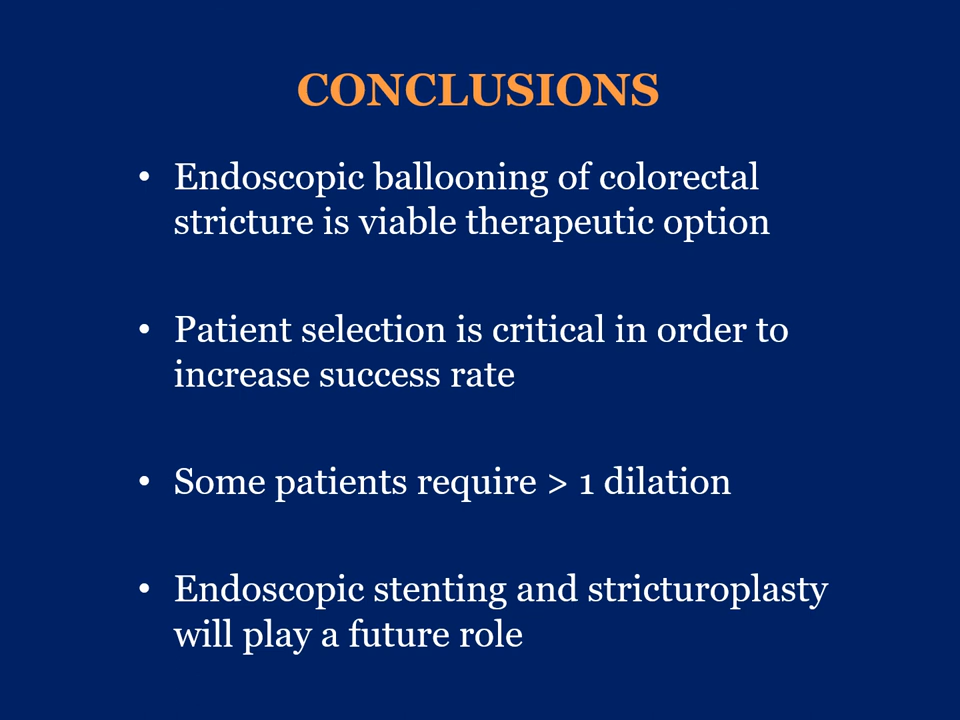 CONCLUSIONS
• Endoscopic ballooning of colorectal
stricture is viable therapeutic option
• Patient selection is critical in order to
increase success rate
• Some patients require > 1 dilation
• Endoscopic stenting and stricturoplasty
will play a future role